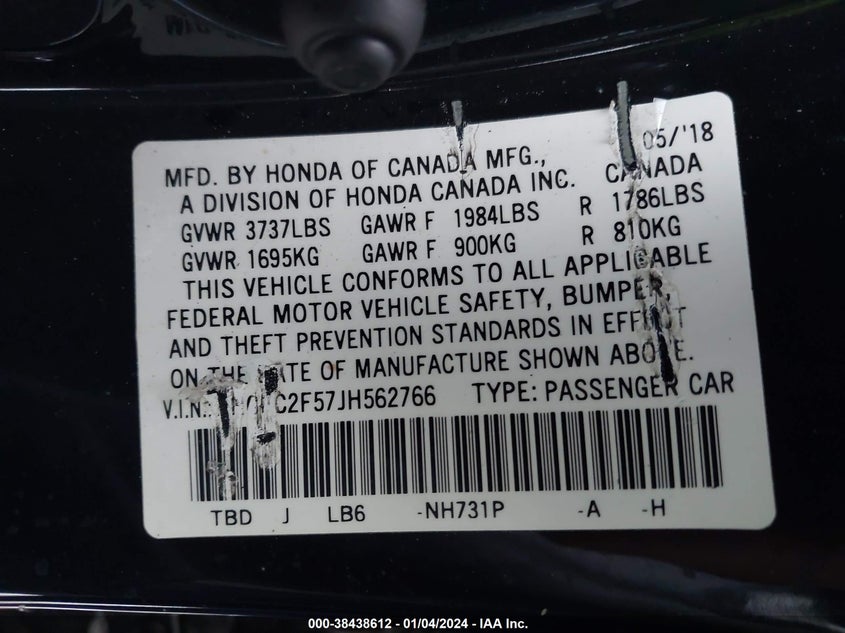 05/'18
MFD. BY HONDA OF CANADA MFG.,
A DIVISION OF HONDA CANADA INC. CANADA
GVWR 3737LBS GAWR F 1984LBS R 1786LBS
GVWR 1695KG GAWR F 900KG R 810KG
THIS VEHICLE CONFORMS TO ALL APPLICABLE
FEDERAL MOTOR VEHICLE SAFETY, BUMPER,
AND THEFT PREVENTION STANDARDS IN EFFECT
ON THE DATE OF MANUFACTURE SHOWN ABOVE.
V.I.N.: C2F57JH562766 TYPE: PASSENGER CAR
TBD J LB6 -NH731P -A -H
000-38438612 - 01/04/2024 - IAA Inc.